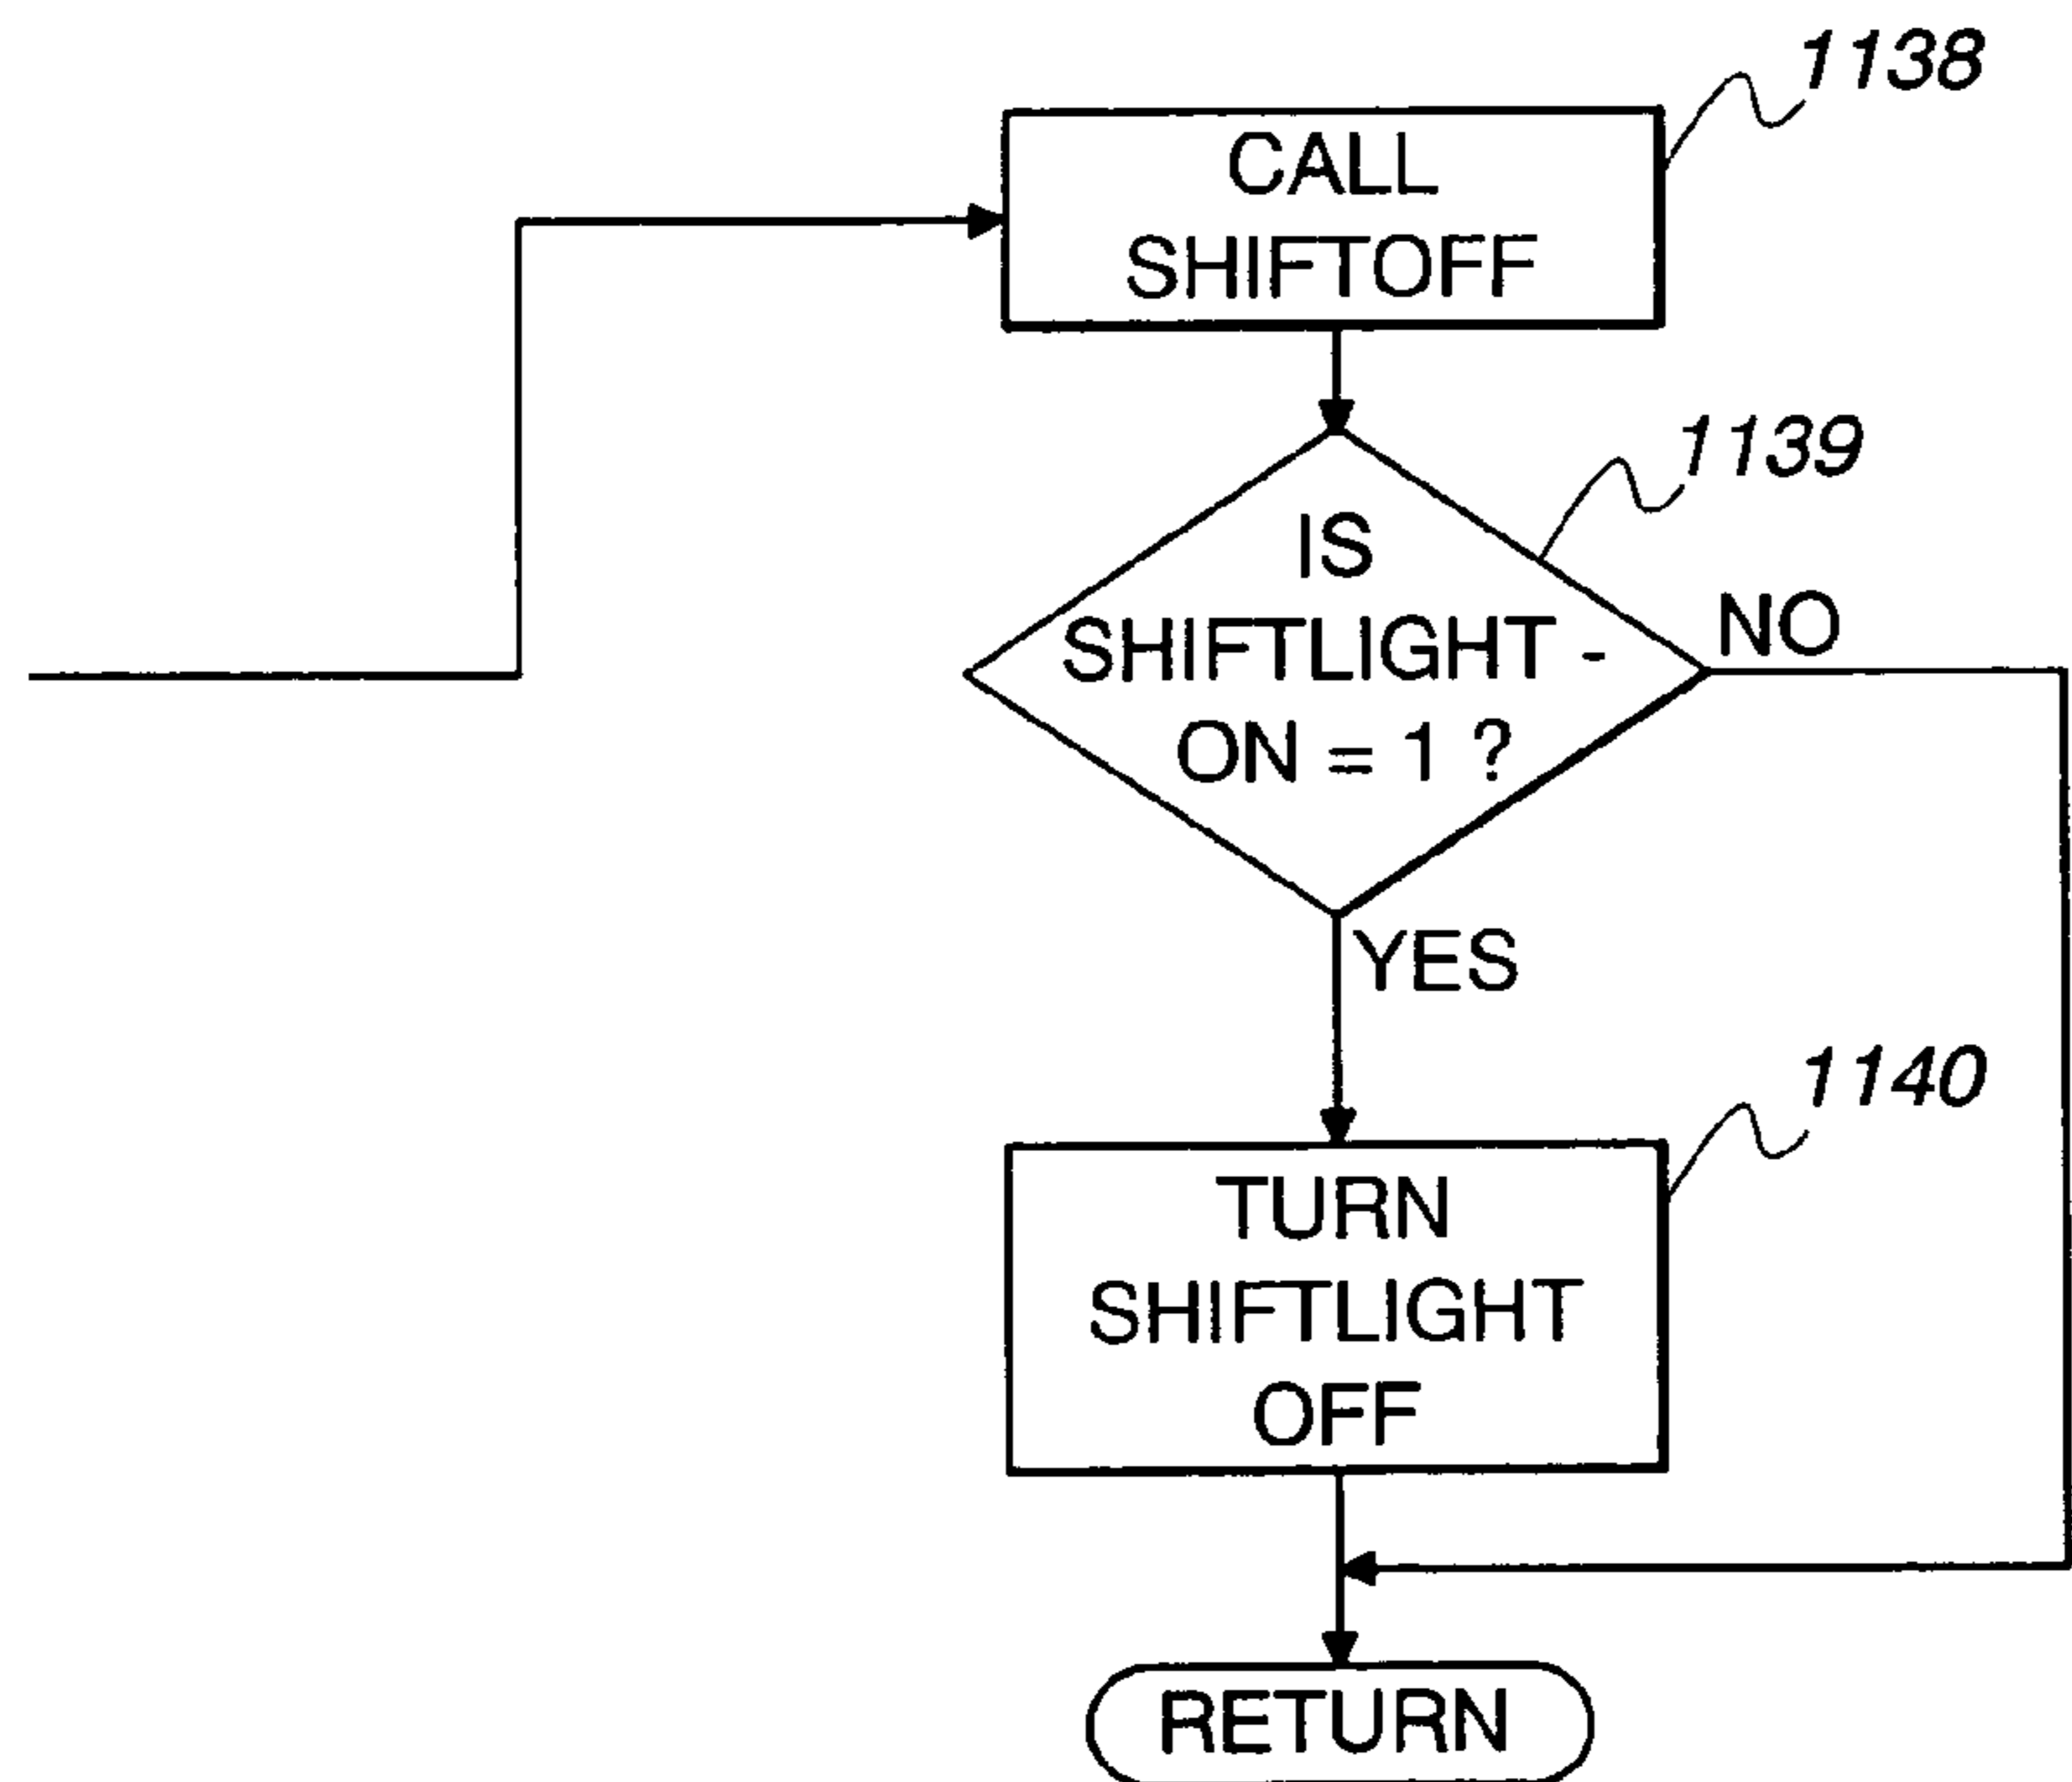 1138
CALL
SHIFTOFF
1139
IS
SHIFTLIGHT -
ON = 1 ?
NO
YES
1140
TURN
SHIFTLIGHT
OFF
RETURN